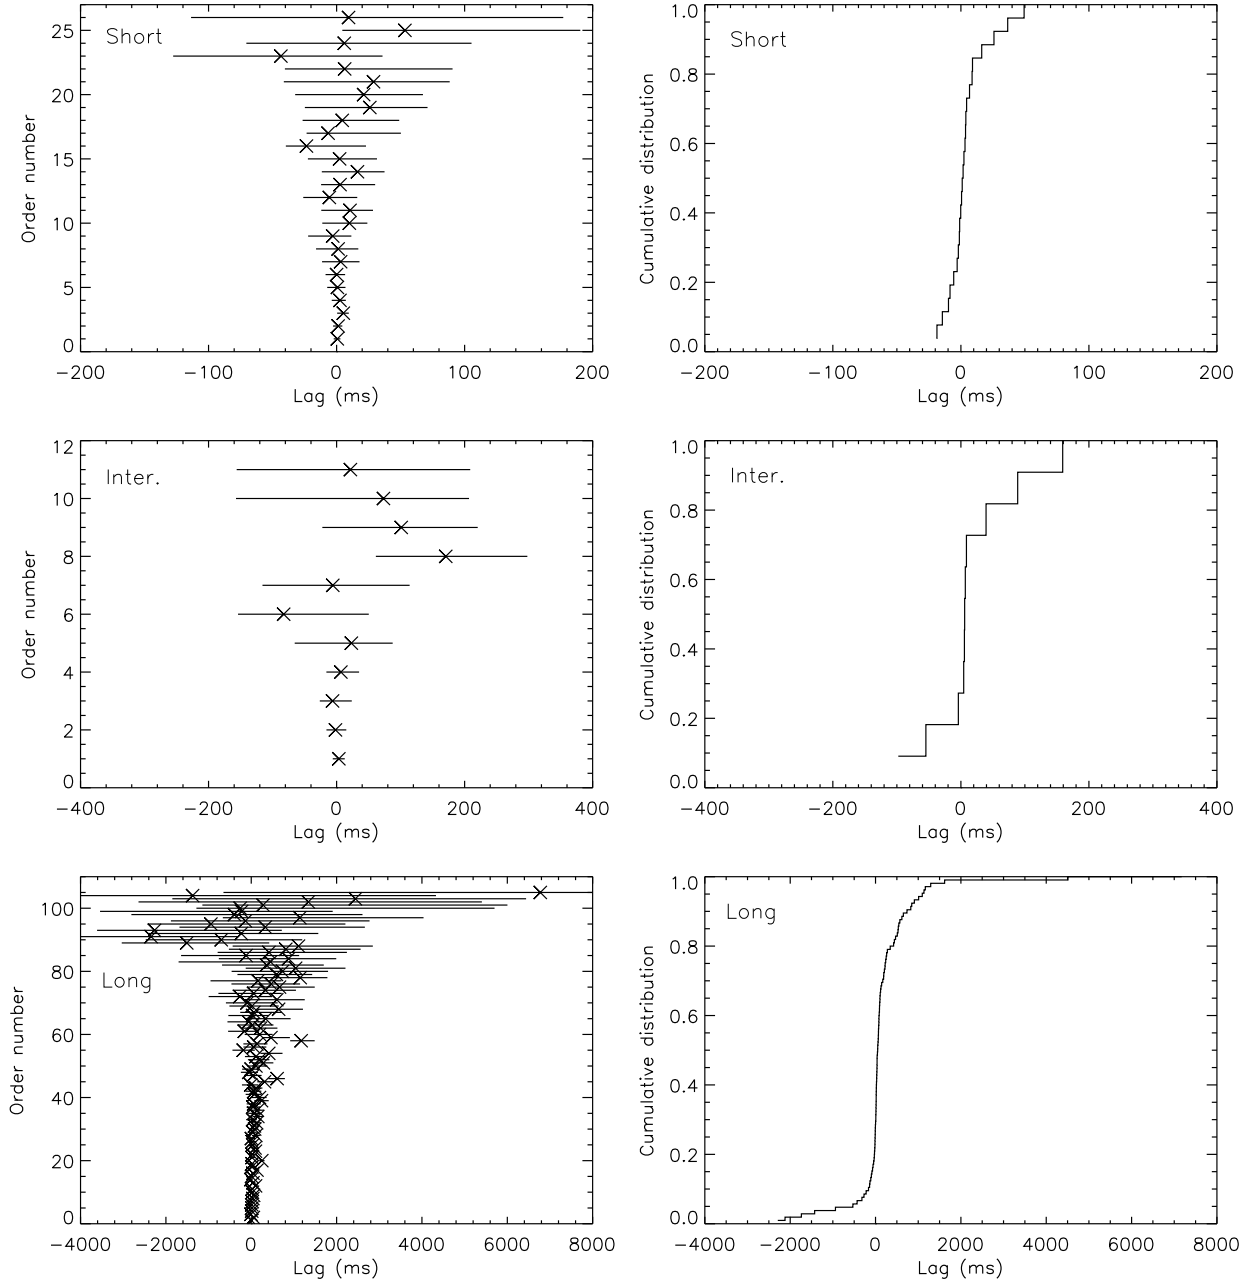 25
20
15
10
5
0
Short
Order number
−200 −100 0 100 200
Lag (ms)
1.0
0.8
0.6
0.4
0.2
0.0
Short
Cumulative distribution
−200 −100 0 100 200
Lag (ms)
12
10
8
6
4
2
0
Inter.
Order number
−400 −200 0 200 400
Lag (ms)
1.0
0.8
0.6
0.4
0.2
0.0
Inter.
Cumulative distribution
−400 −200 0 200 400
Lag (ms)
100
80
60
40
20
0
Long
Order number
−4000 −2000 0 2000 4000 6000 8000
Lag (ms)
1.0
0.8
0.6
0.4
0.2
0.0
Long
Cumulative distribution
−4000 −2000 0 2000 4000 6000 8000
Lag (ms)